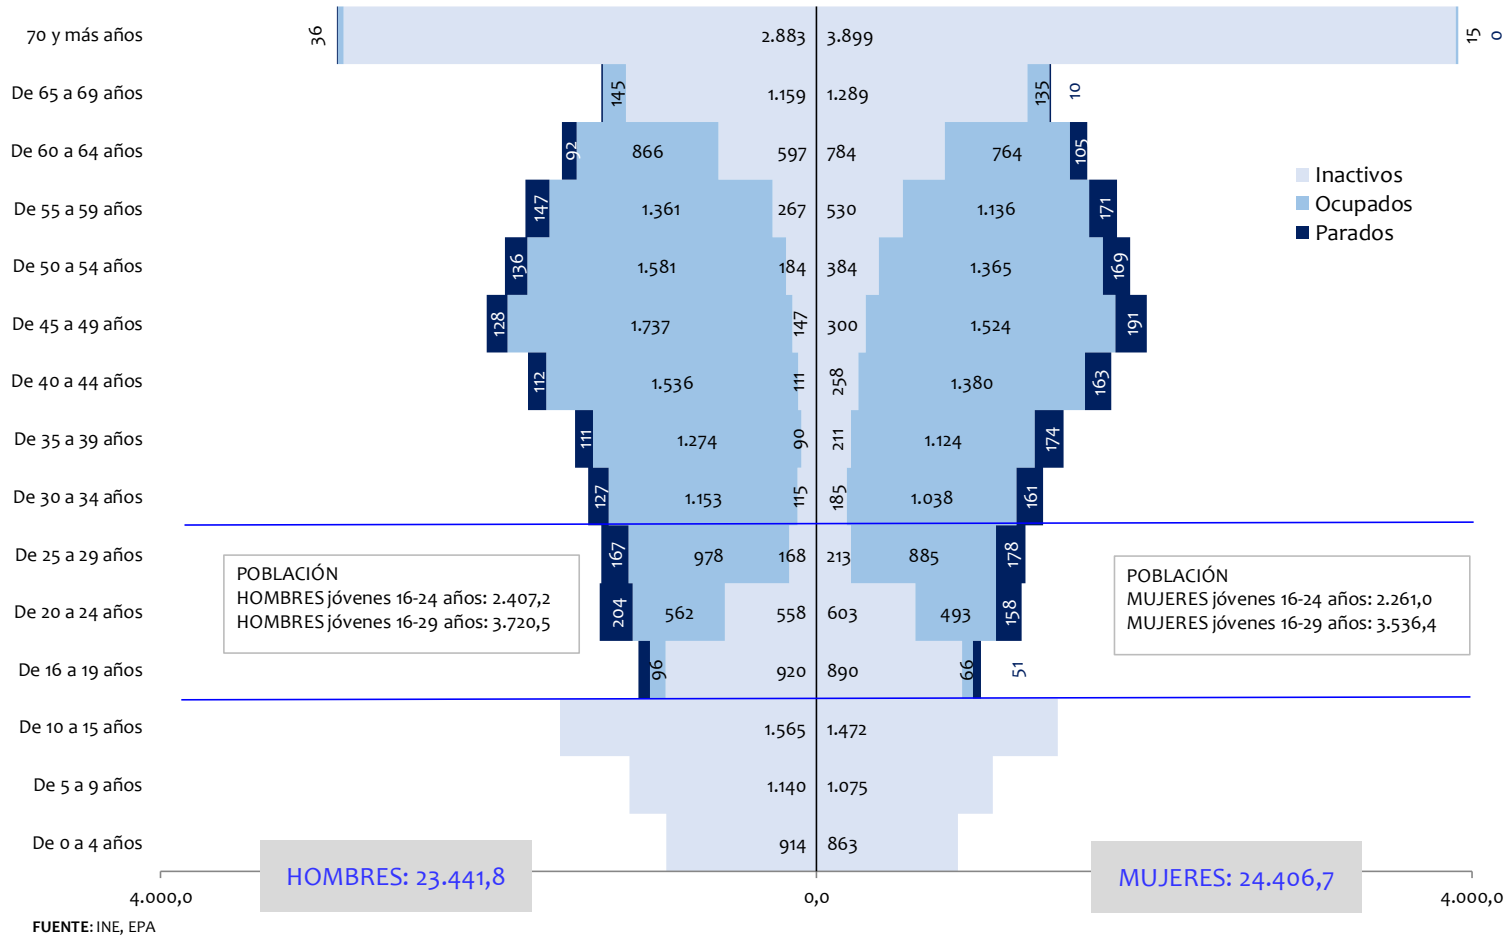 70 y más años 36 2.883 3.899 15 0
De 65 a 69 años 145 1.159 1.289 135 10
De 60 a 64 años 92 866 597 784 764 105
De 55 a 59 años 147 1.361 267 530 1.136 171
De 50 a 54 años 136 1.581 184 384 1.365 169
De 45 a 49 años 128 1.737 147 300 1.524 191
De 40 a 44 años 112 1.536 111 258 1.380 163
De 35 a 39 años 111 1.274 90 211 1.124 174
De 30 a 34 años 127 1.153 115 185 1.038 161
De 25 a 29 años 167 978 168 213 885 178
De 20 a 24 años 204 562 558 603 493 158
De 16 a 19 años 96 920 890 66 51
De 10 a 15 años 1.565 1.472
De 5 a 9 años 1.140 1.075
De 0 a 4 años 914 863
Inactivos
Ocupados
Parados
POBLACIÓN
HOMBRES jóvenes 16-24 años: 2.407,2
HOMBRES jóvenes 16-29 años: 3.720,5
POBLACIÓN
MUJERES jóvenes 16-24 años: 2.261,0
MUJERES jóvenes 16-29 años: 3.536,4
HOMBRES: 23.441,8
MUJERES: 24.406,7
4.000,0 0,0 4.000,0
FUENTE: INE, EPA